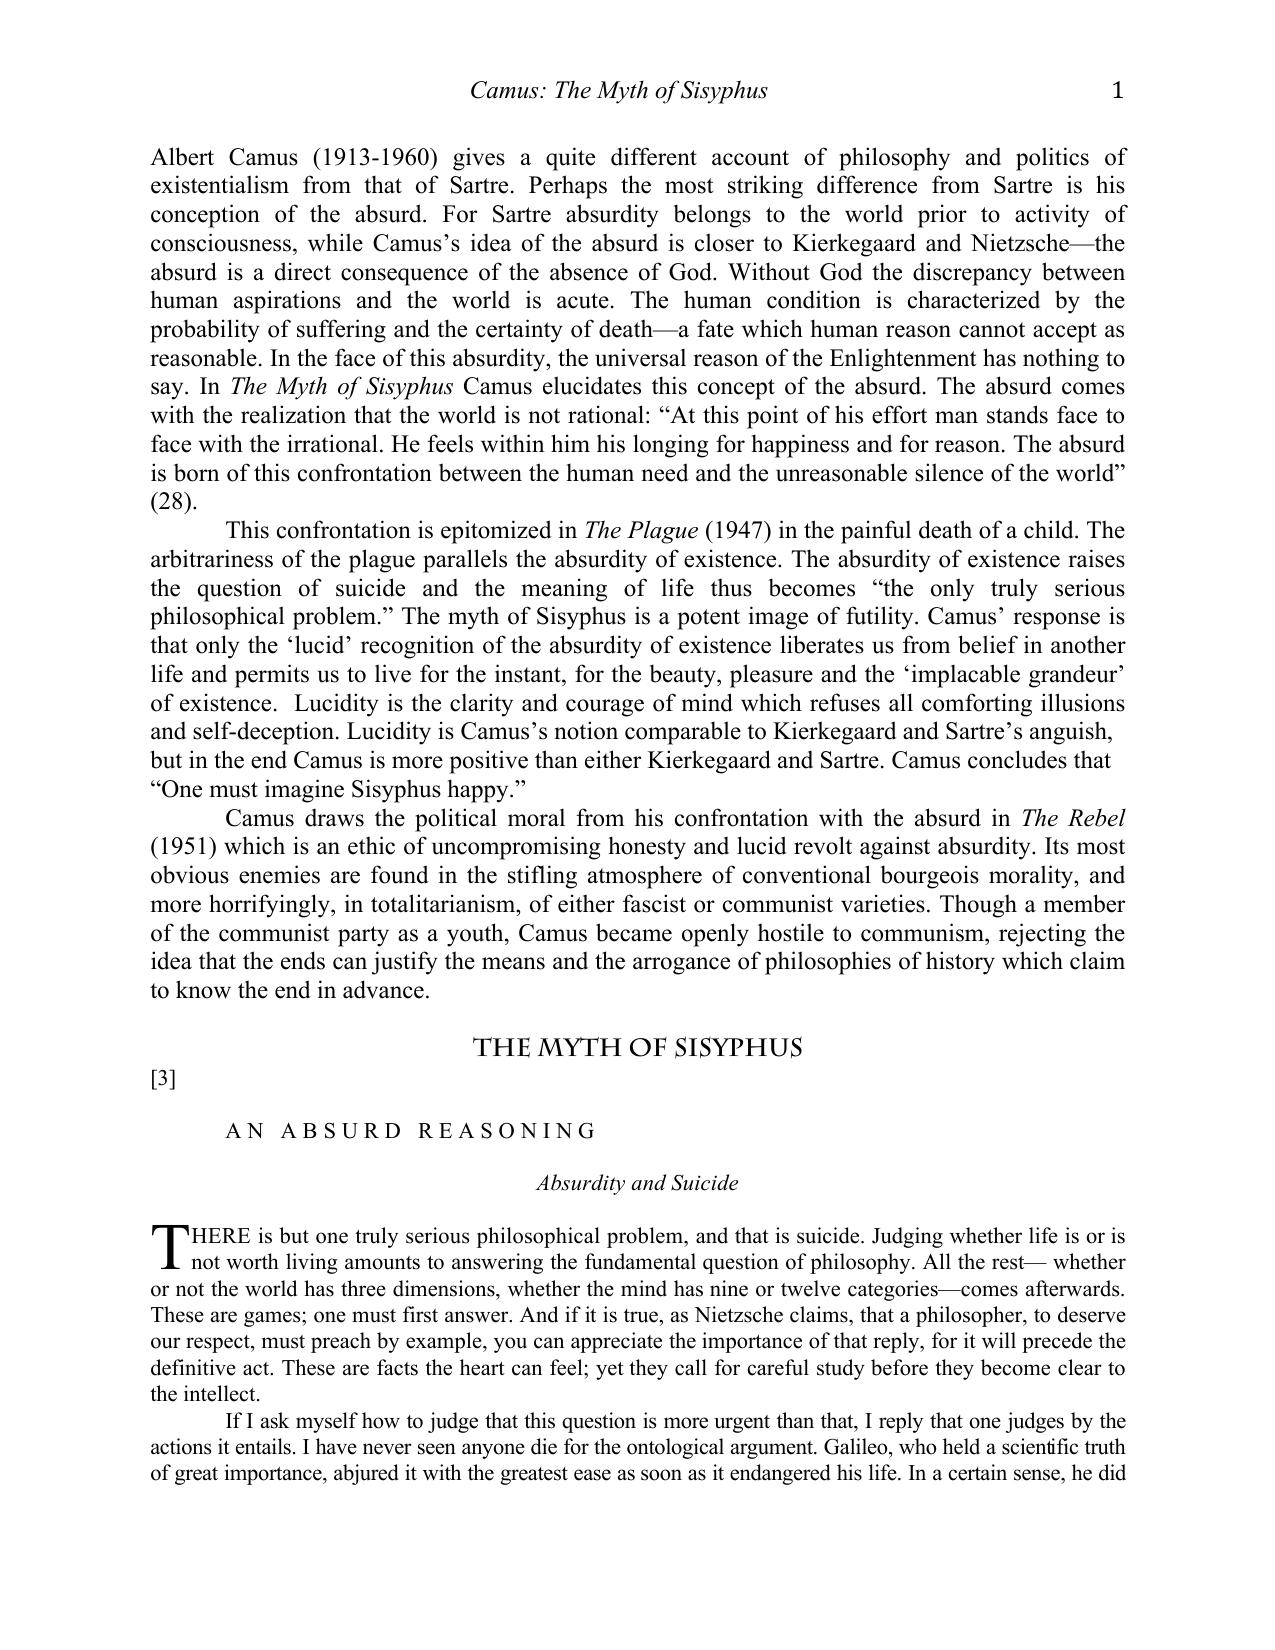 Camus: The Myth of Sisyphus 1
Albert Camus (1913-1960) gives a quite different account of philosophy and politics of
existentialism from that of Sartre. Perhaps the most striking difference from Sartre is his
conception of the absurd. For Sartre absurdity belongs to the world prior to activity of
consciousness, while Camus’s idea of the absurd is closer to Kierkegaard and Nietzsche—the
absurd is a direct consequence of the absence of God. Without God the discrepancy between
human aspirations and the world is acute. The human condition is characterized by the
probability of suffering and the certainty of death—a fate which human reason cannot accept as
reasonable. In the face of this absurdity, the universal reason of the Enlightenment has nothing to
say. In The Myth of Sisyphus Camus elucidates this concept of the absurd. The absurd comes
with the realization that the world is not rational: “At this point of his effort man stands face to
face with the irrational. He feels within him his longing for happiness and for reason. The absurd
is born of this confrontation between the human need and the unreasonable silence of the world”
(28).
This confrontation is epitomized in The Plague (1947) in the painful death of a child. The
arbitrariness of the plague parallels the absurdity of existence. The absurdity of existence raises
the question of suicide and the meaning of life thus becomes “the only truly serious
philosophical problem.” The myth of Sisyphus is a potent image of futility. Camus’ response is
that only the ‘lucid’ recognition of the absurdity of existence liberates us from belief in another
life and permits us to live for the instant, for the beauty, pleasure and the ‘implacable grandeur’
of existence.  Lucidity is the clarity and courage of mind which refuses all comforting illusions
and self-deception. Lucidity is Camus’s notion comparable to Kierkegaard and Sartre’s anguish,
but in the end Camus is more positive than either Kierkegaard and Sartre. Camus concludes that
“One must imagine Sisyphus happy.”
Camus draws the political moral from his confrontation with the absurd in The Rebel
(1951) which is an ethic of uncompromising honesty and lucid revolt against absurdity. Its most
obvious enemies are found in the stifling atmosphere of conventional bourgeois morality, and
more horrifyingly, in totalitarianism, of either fascist or communist varieties. Though a member
of the communist party as a youth, Camus became openly hostile to communism, rejecting the
idea that the ends can justify the means and the arrogance of philosophies of history which claim
to know the end in advance.
THE MYTH OF SISYPHUS
[3]
AN ABSURD REASONING
Absurdity and Suicide
THERE is but one truly serious philosophical problem, and that is suicide. Judging whether life is or is
not worth living amounts to answering the fundamental question of philosophy. All the rest— whether
or not the world has three dimensions, whether the mind has nine or twelve categories—comes afterwards.
These are games; one must first answer. And if it is true, as Nietzsche claims, that a philosopher, to deserve
our respect, must preach by example, you can appreciate the importance of that reply, for it will precede the
definitive act. These are facts the heart can feel; yet they call for careful study before they become clear to
the intellect.
If I ask myself how to judge that this question is more urgent than that, I reply that one judges by the
actions it entails. I have never seen anyone die for the ontological argument. Galileo, who held a scientific truth
of great importance, abjured it with the greatest ease as soon as it endangered his life. In a certain sense, he did